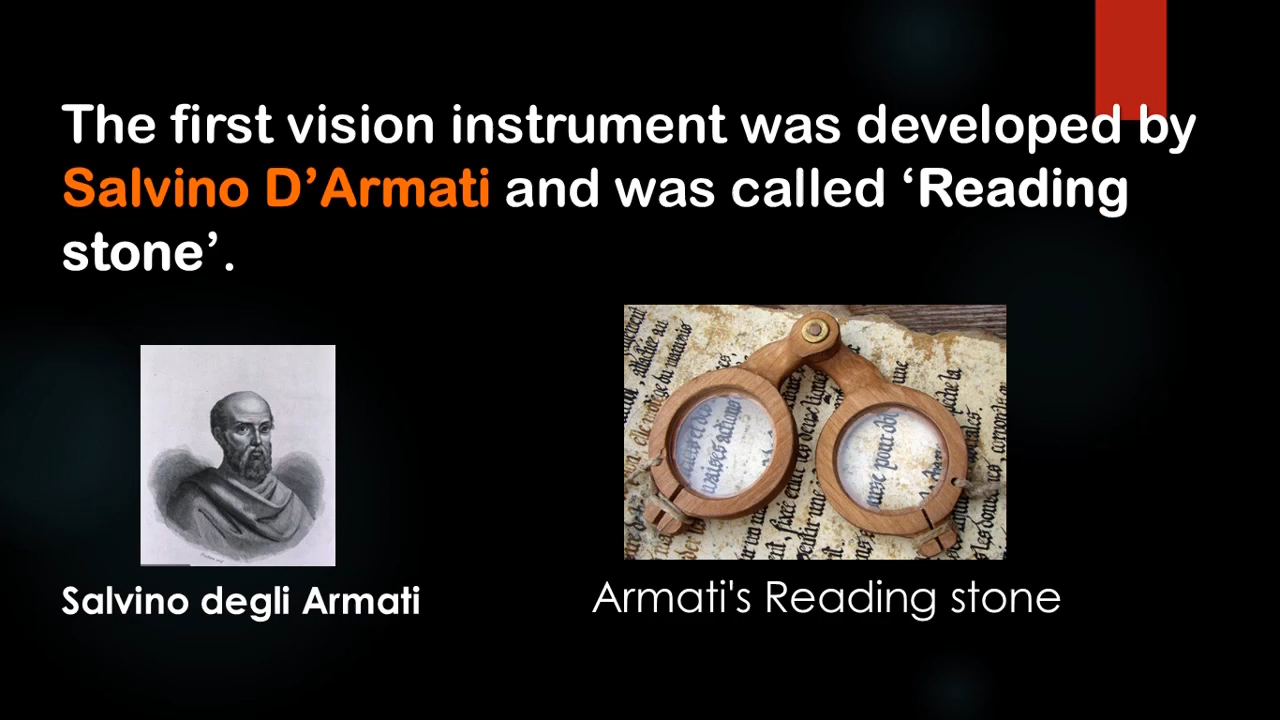 The first vision instrument was developed by
Salvino D’Armati and was called ‘Reading
stone’.
Salvino degli Armati
Armati's Reading stone